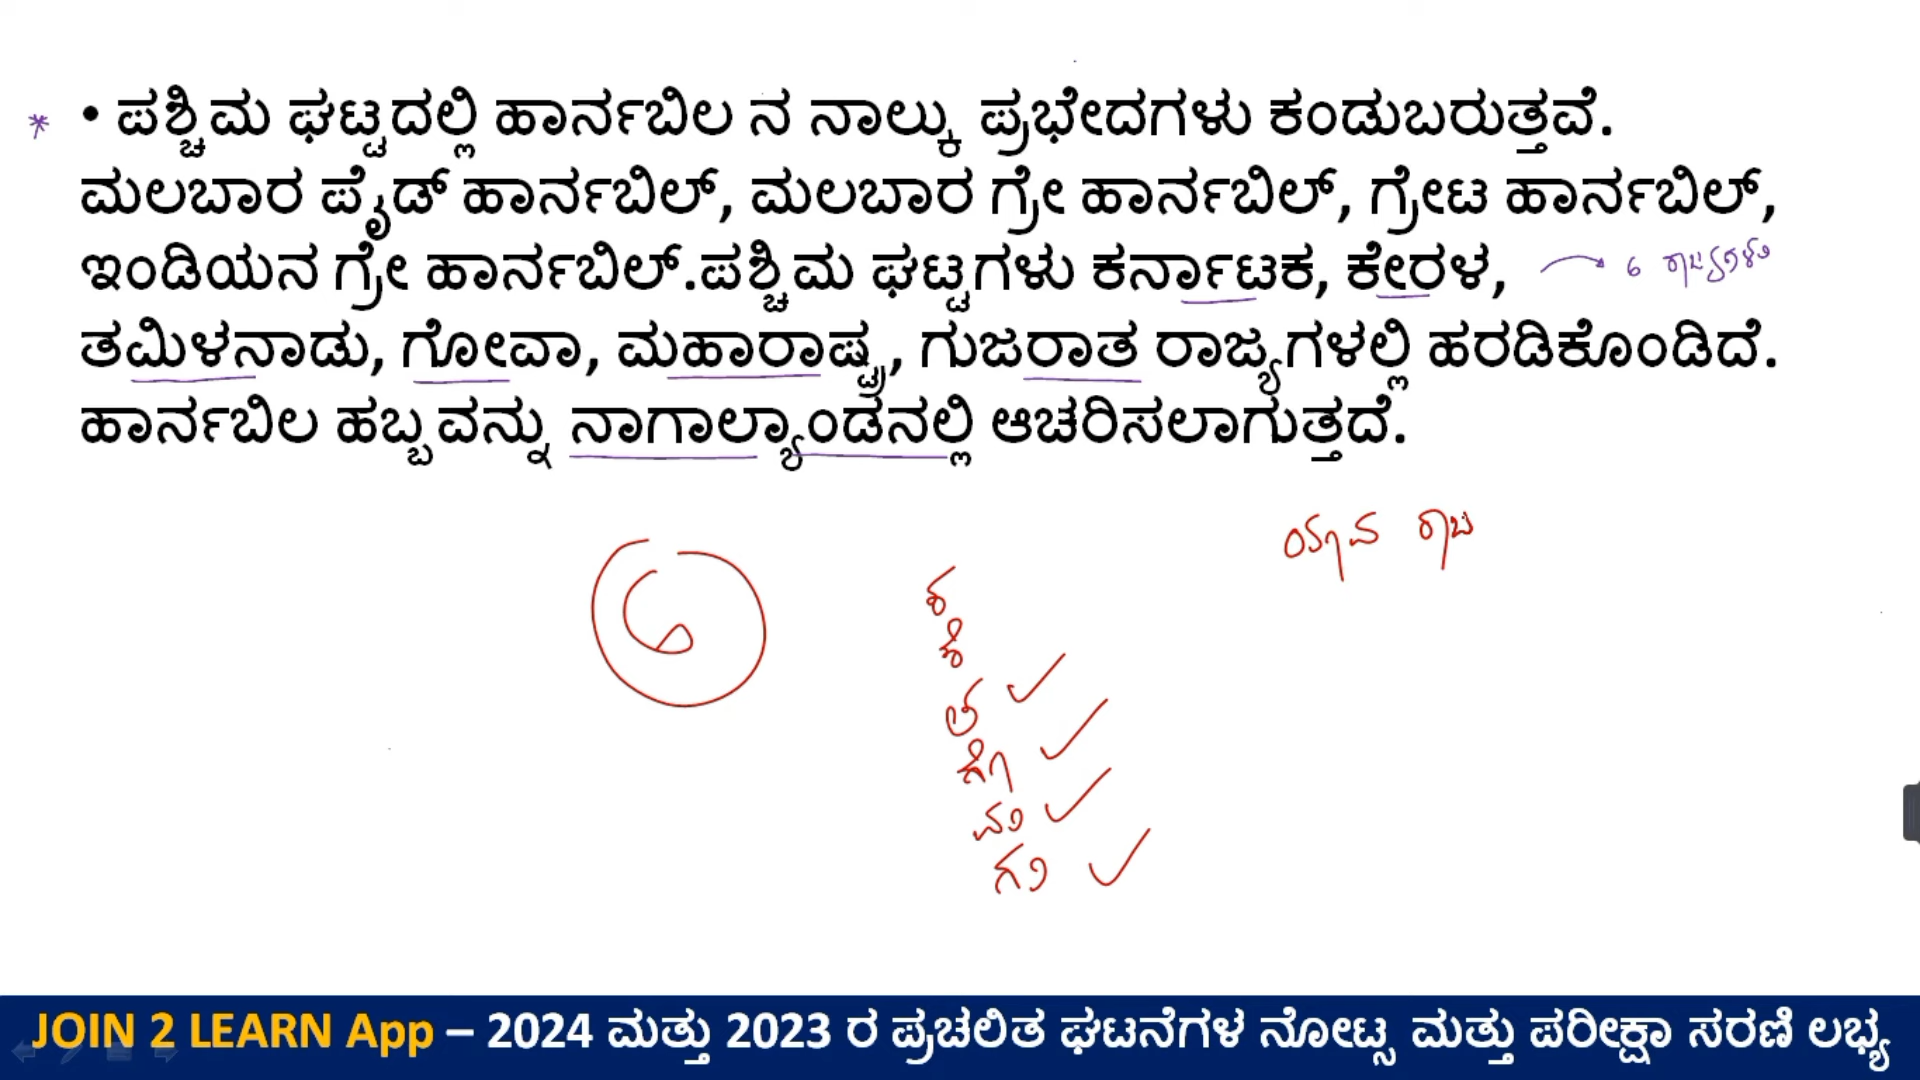 * • ಪಶ್ಚಿಮ ಘಟ್ಟದಲ್ಲಿ ಹಾರ್ನಬಿಲ ನ ನಾಲ್ಕು ಪ್ರಭೇದಗಳು ಕಂಡುಬರುತ್ತವೆ.
ಮಲಬಾರ ಪೈಡ್ ಹಾರ್ನಬಿಲ್, ಮಲಬಾರ ಗ್ರೇ ಹಾರ್ನಬಿಲ್, ಗ್ರೇಟ ಹಾರ್ನಬಿಲ್,
ಇಂಡಿಯನ ಗ್ರೇ ಹಾರ್ನಬಿಲ್.ಪಶ್ಚಿಮ ಘಟ್ಟಗಳು ಕರ್ನಾಟಕ, ಕೇರಳ, → 6 ರಾಜ್ಯಗಳು
ತಮಿಳನಾಡು, ಗೋವಾ, ಮಹಾರಾಷ್ಟ್ರ, ಗುಜರಾತ ರಾಜ್ಯಗಳಲ್ಲಿ ಹರಡಿಕೊಂಡಿದೆ.
ಹಾರ್ನಬಿಲ ಹಬ್ಬವನ್ನು ನಾಗಾಲ್ಯಾಂಡನಲ್ಲಿ ಆಚರಿಸಲಾಗುತ್ತದೆ.
ಯಾವ ರಾಜ
6
ಕ
ಕೆ
ತ
ಗೊ
ಮ
ಗು
JOIN 2 LEARN App – 2024 ಮತ್ತು 2023 ರ ಪ್ರಚಲಿತ ಘಟನೆಗಳ ನೋಟ್ಸ ಮತ್ತು ಪರೀಕ್ಷಾ ಸರಣಿ ಲಭ್ಯ